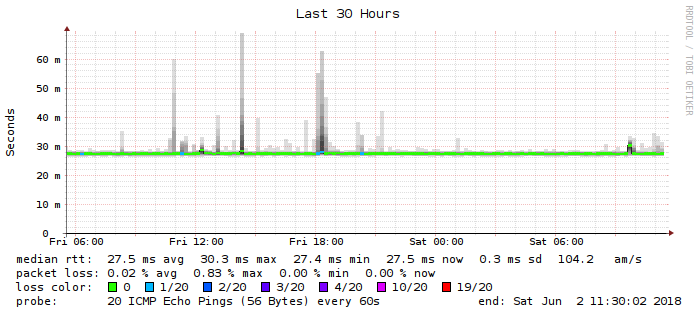 Last 30 Hours
RRDTOOL / TOBI OETIKER
Seconds
60 m
50 m
40 m
30 m
20 m
10 m
0
Fri 06:00 Fri 12:00 Fri 18:00 Sat 00:00 Sat 06:00
median rtt: 27.5 ms avg 30.3 ms max 27.4 ms min 27.5 ms now 0.3 ms sd 104.2 am/s
packet loss: 0.02 % avg 0.83 % max 0.00 % min 0.00 % now
loss color: 0 1/20 2/20 3/20 4/20 10/20 19/20
probe: 20 ICMP Echo Pings (56 Bytes) every 60s end: Sat Jun 2 11:30:02 2018